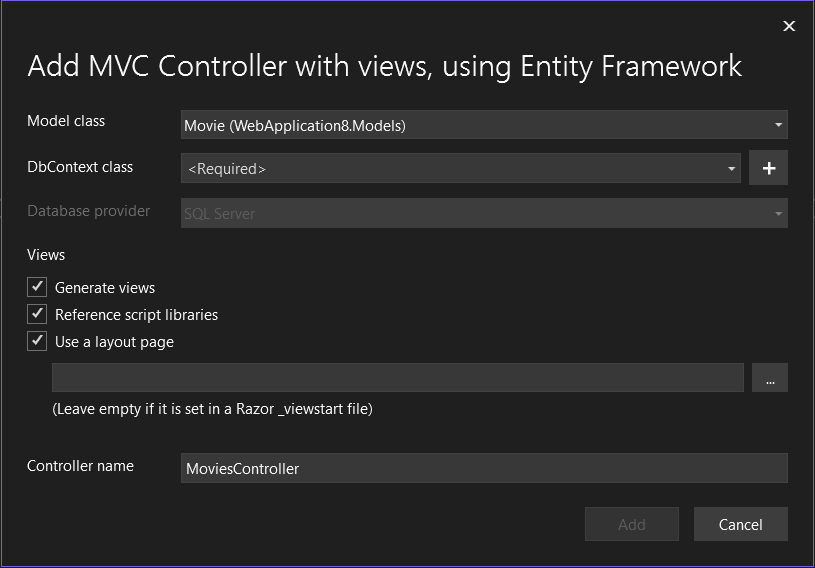 Add MVC Controller with views, using Entity Framework
Model class
Movie (WebApplication8.Models)
DbContext class
<Required>
Database provider
SQL Server
Views
Generate views
Reference script libraries
Use a layout page
...
(Leave empty if it is set in a Razor _viewstart file)
Controller name
MoviesController
Add
Cancel